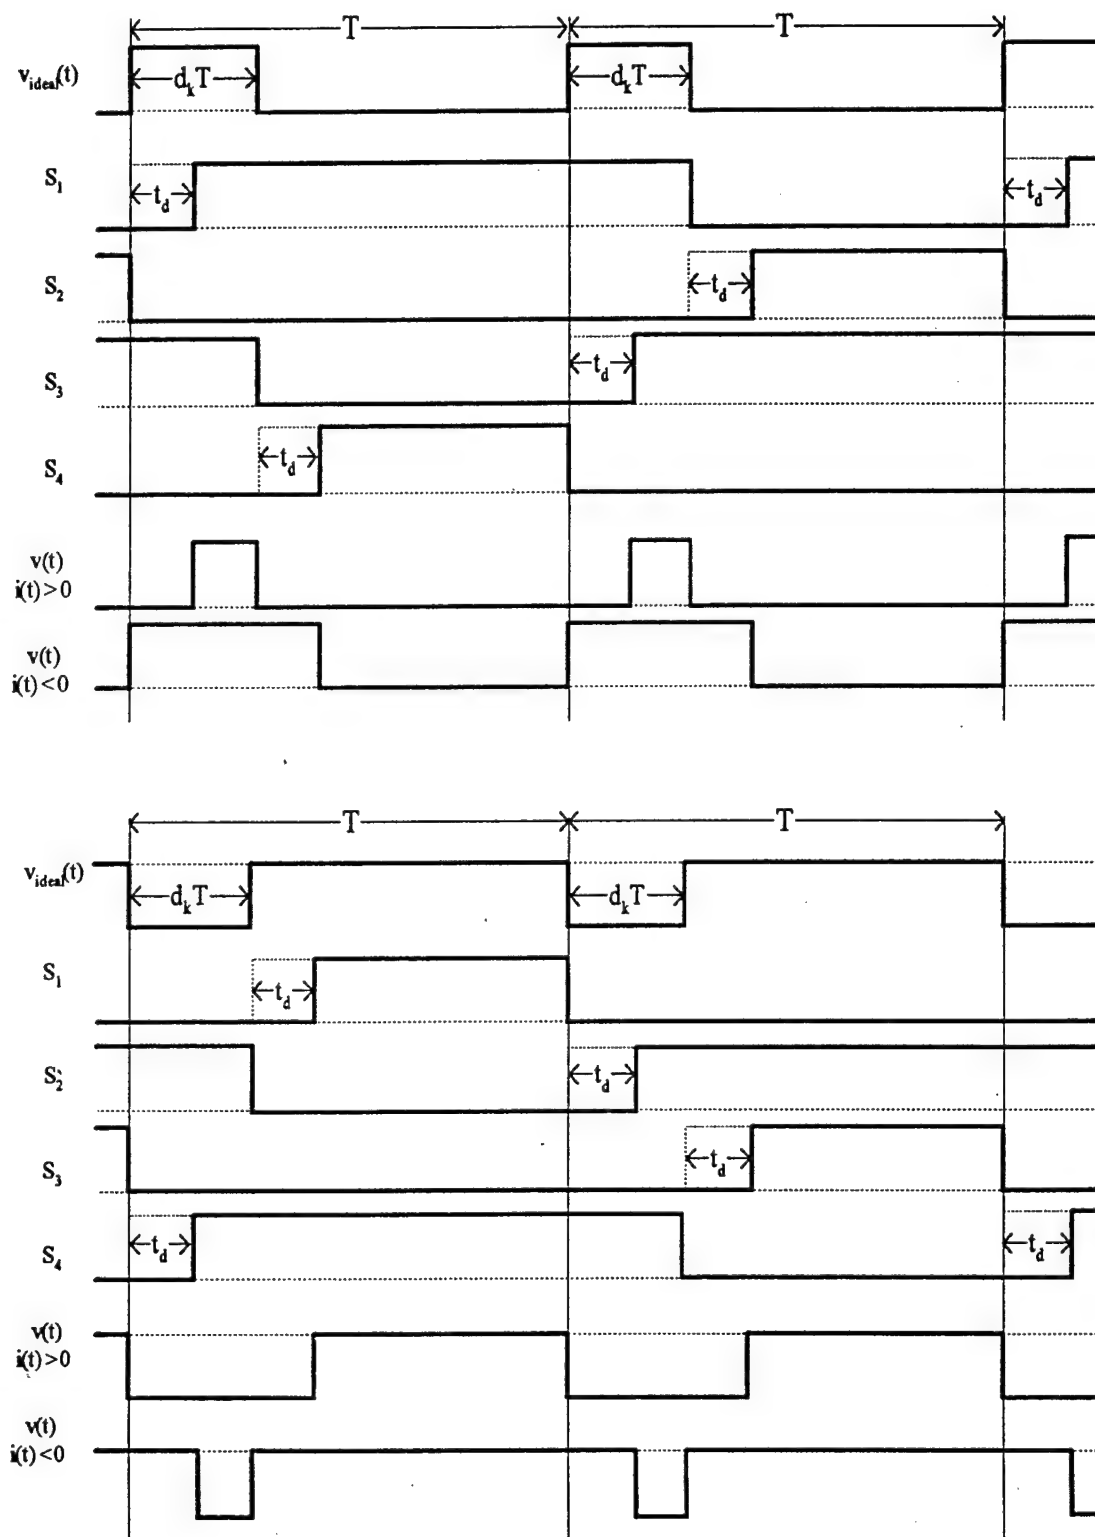 T T
v_ideal(t) d_kT d_kT
S_1 t_d t_d
S_2 t_d
S_3 t_d
S_4 t_d
v(t)
i(t)>0
v(t)
i(t)<0
T T
v_ideal(t) d_kT d_kT
S_1 t_d
S_2 t_d
S_3 t_d
S_4 t_d t_d
v(t)
i(t)>0
v(t)
i(t)<0